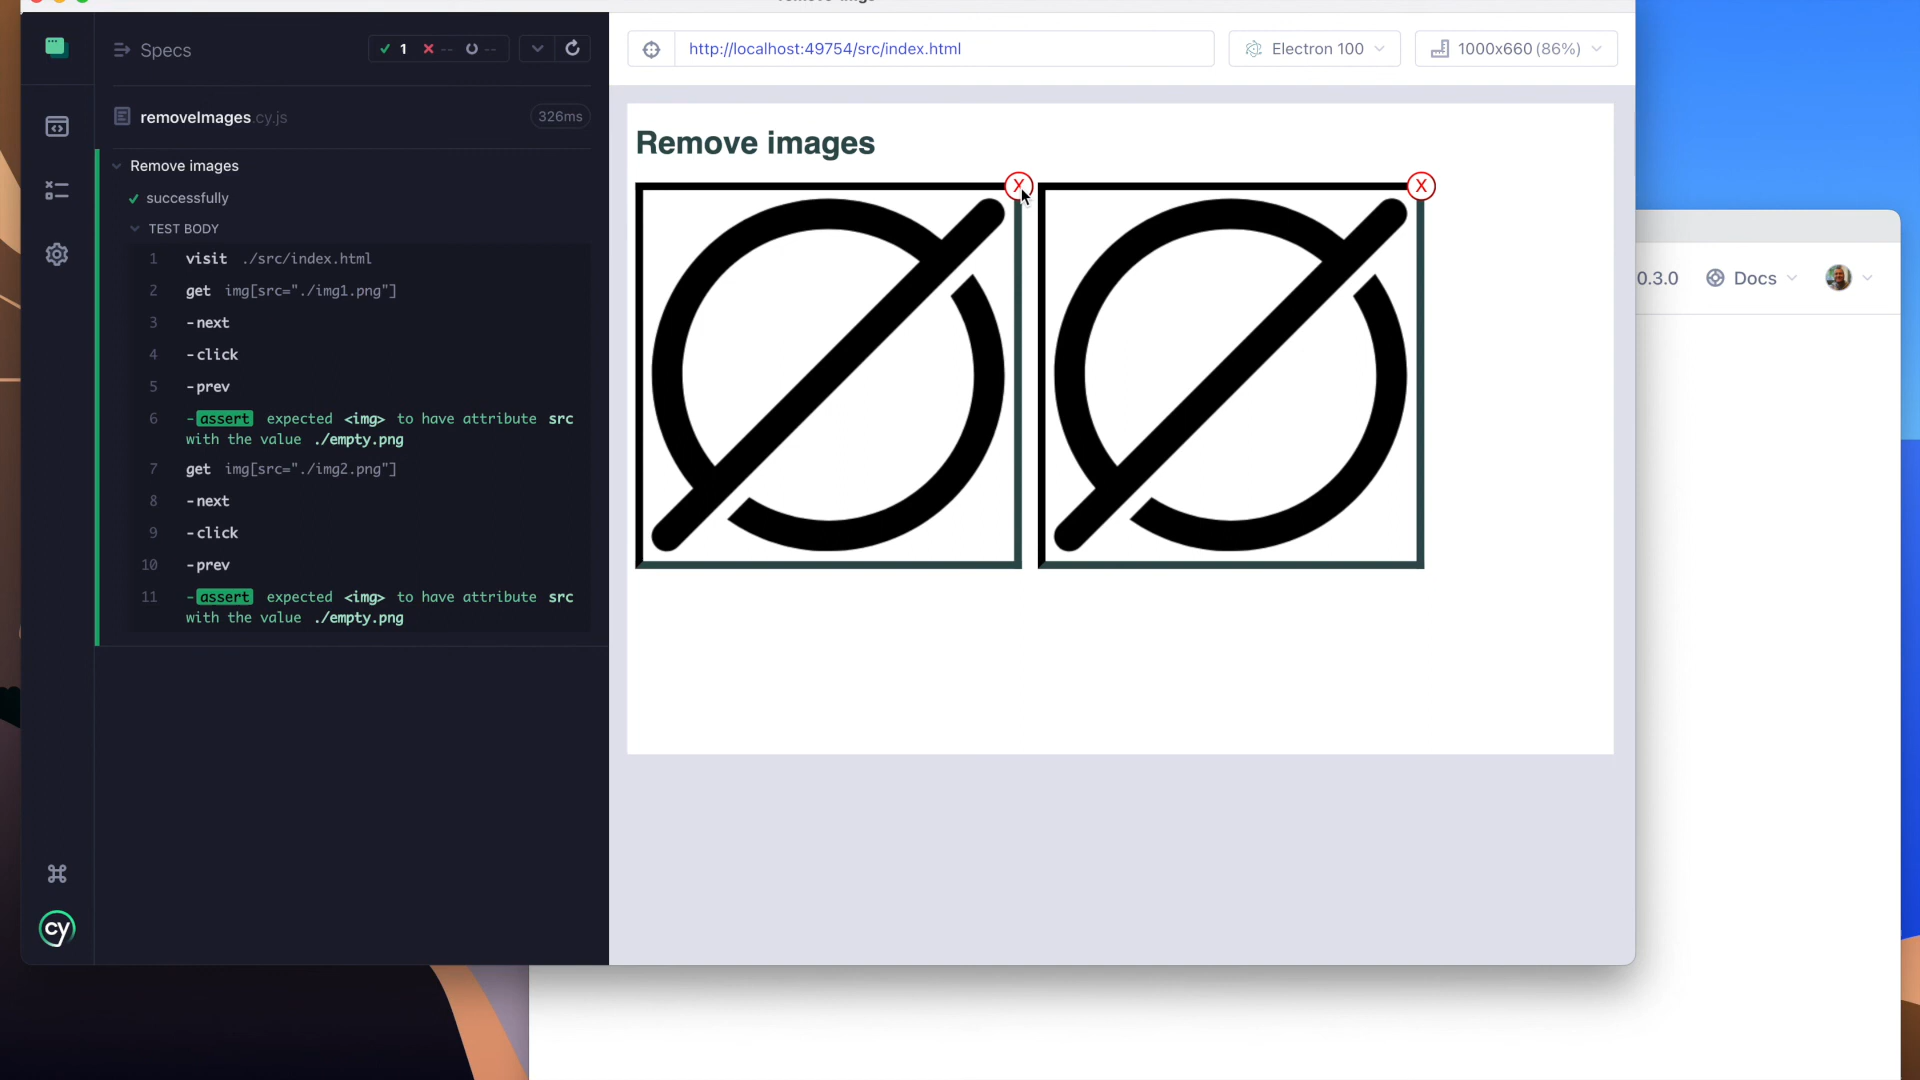 Specs
1
--
--
removeImages.cy.js
326ms
Remove images
successfully
TEST BODY
1 visit ./src/index.html
2 get img[src="./img1.png"]
3 -next
4 -click
5 -prev
6 -assert expected <img> to have attribute src
with the value ./empty.png
7 get img[src="./img2.png"]
8 -next
9 -click
10 -prev
11 -assert expected <img> to have attribute src
with the value ./empty.png
cy
http://localhost:49754/src/index.html
Electron 100
1000x660 (86%)
Remove images
X
X
0.3.0
Docs